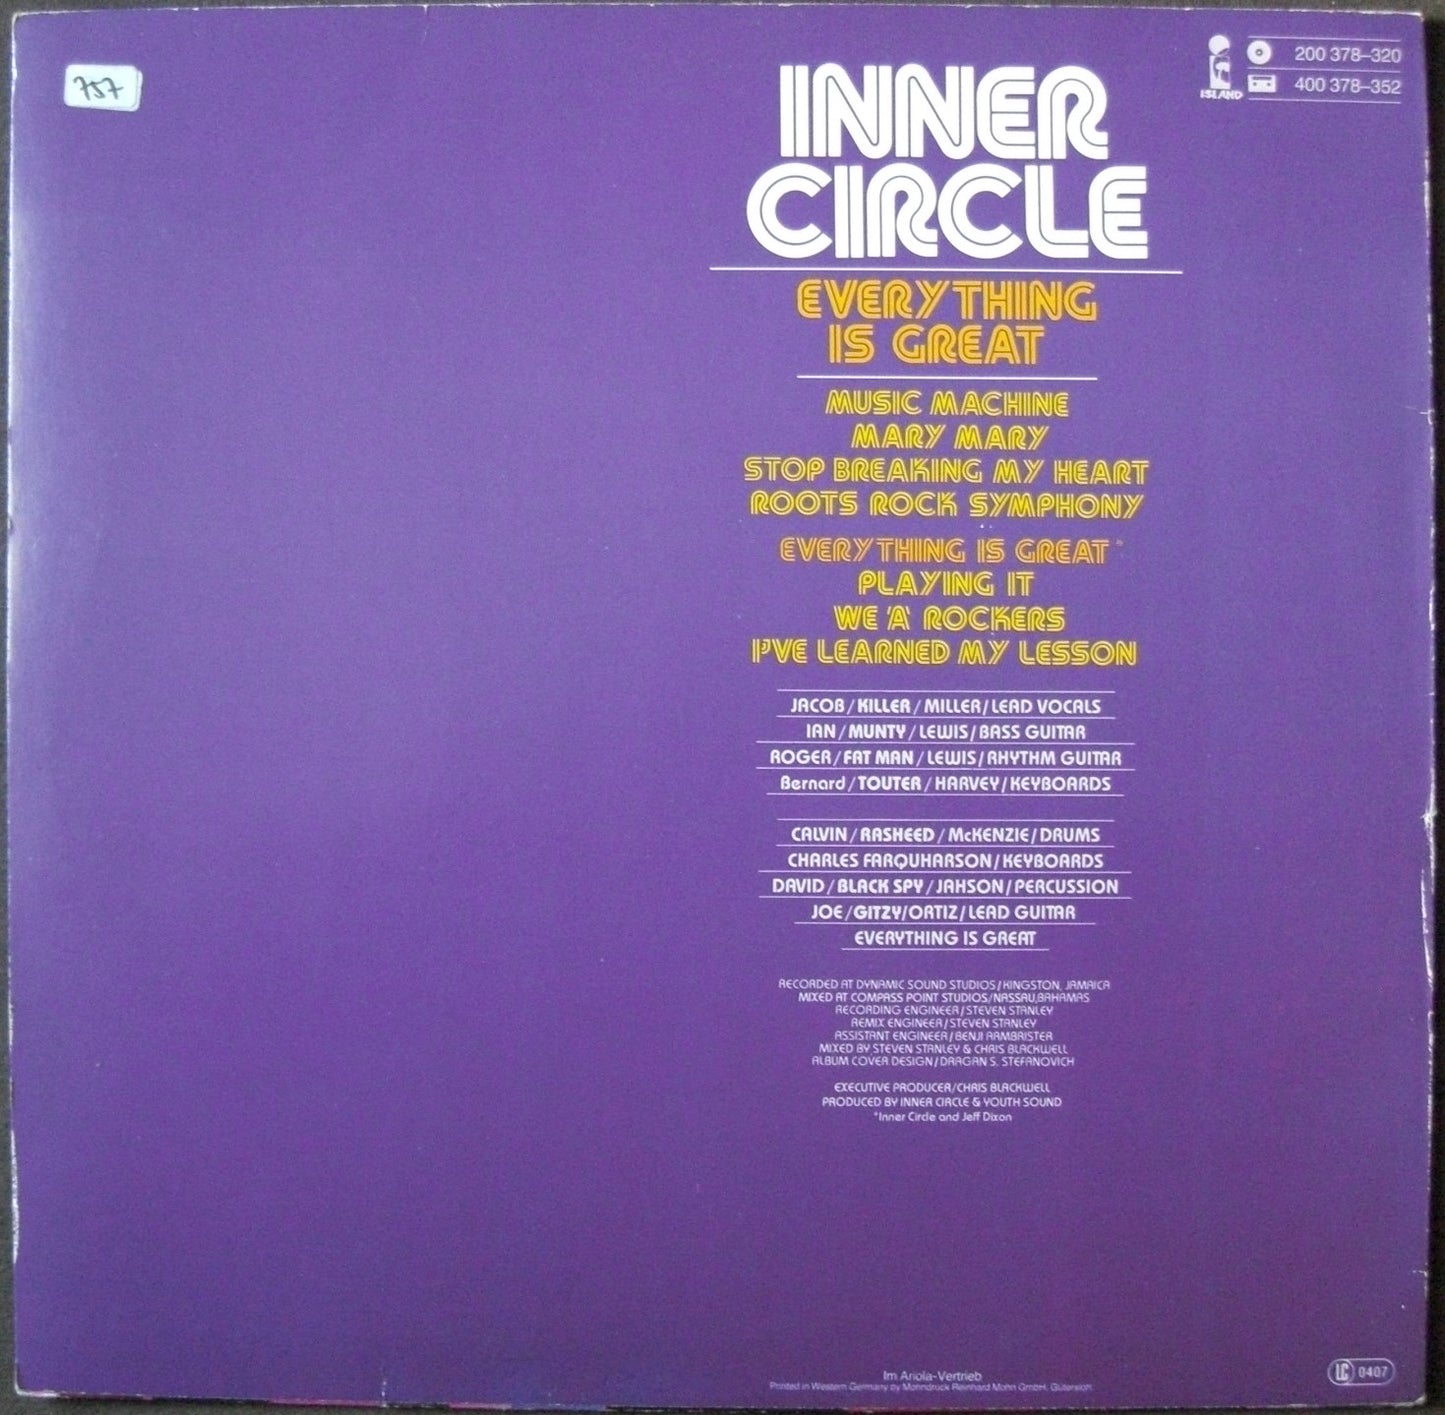 757
INNER
CIRCLE
ISLAND
200 378–320
400 378–352
EVERYTHING
IS GREAT
MUSIC MACHINE
MARY MARY
STOP BREAKING MY HEART
ROOTS ROCK SYMPHONY
EVERYTHING IS GREAT *
PLAYING IT
WE 'A' ROCKERS
I'VE LEARNED MY LESSON
JACOB / KILLER / MILLER / LEAD VOCALS
IAN / MUNTY / LEWIS / BASS GUITAR
ROGER / FAT MAN / LEWIS / RHYTHM GUITAR
Bernard / TOUTER / HARVEY / KEYBOARDS
CALVIN / RASHEED / McKENZIE / DRUMS
CHARLES FARQUHARSON / KEYBOARDS
DAVID / BLACK SPY / JAHSON / PERCUSSION
JOE / GITZY/ORTIZ / LEAD GUITAR
EVERYTHING IS GREAT
RECORDED AT DYNAMIC SOUND STUDIOS / KINGSTON, JAMAICA
MIXED AT COMPASS POINT STUDIOS/NASSAU,BAHAMAS
RECORDING ENGINEER / STEVEN STANLEY
REMIX ENGINEER / STEVEN STANLEY
ASSISTANT ENGINEER / BENJI ARMBRISTER
MIXED BY STEVEN STANLEY & CHRIS BLACKWELL
ALBUM COVER DESIGN / DRAGAN S. STEFANOVICH
EXECUTIVE PRODUCER/CHRIS BLACKWELL
PRODUCED BY INNER CIRCLE & YOUTH SOUND
*Inner Circle and Jeff Dixon
Im Ariola-Vertrieb
Printed in Western Germany by Mohndruck Reinhard Mohn GmbH, Gütersloh
LC 0407